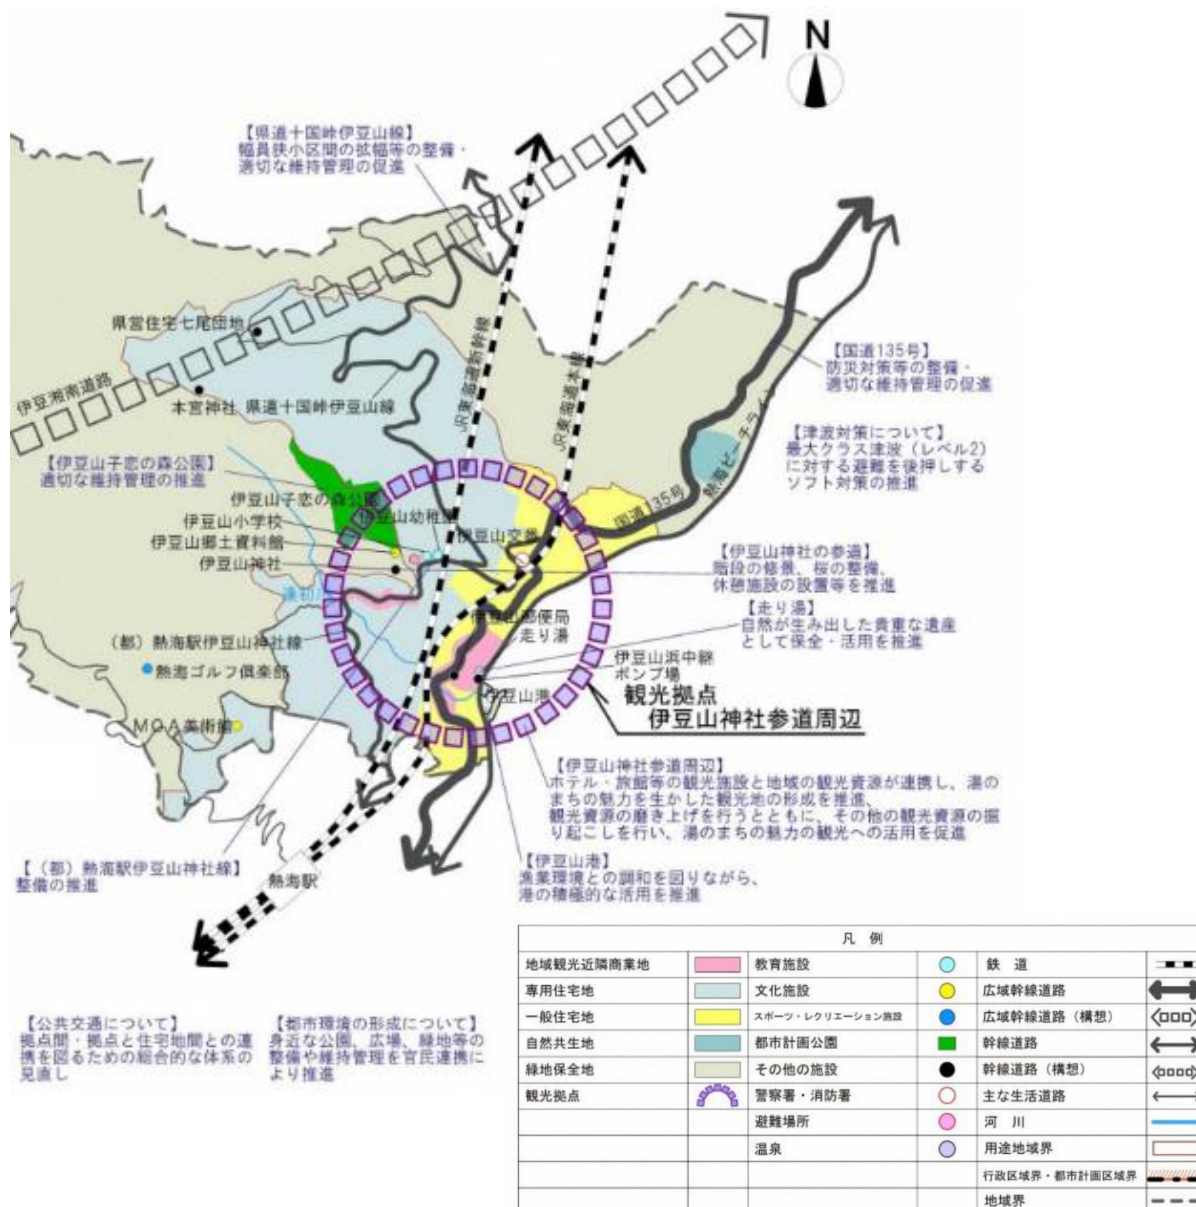 N
【県道十国峠伊豆山線】
幅員狭小区間の拡幅等の整備・
適切な維持管理の促進
県営住宅七尾団地
伊豆湘南道路
本宮神社
県道十国峠伊豆山線
JR東海道新幹線
JR東海道本線
【国道135号】
防災対策等の整備・
適切な維持管理の促進
熱海ビーチライン
国道135号
【津波対策について】
最大クラス津波（レベル2）
に対する避難を後押しする
ソフト対策の推進
【伊豆山子恋の森公園】
適切な維持管理の推進
伊豆山子恋の森公園
伊豆山幼稚園
伊豆山小学校
伊豆山交番
伊豆山郷土資料館
伊豆山神社
【伊豆山神社の参道】
階段の修景、桜の整備、
休憩施設の設置等を推進
逢初川
【走り湯】
自然が生み出した貴重な遺産
として保全・活用を推進
伊豆山郵便局
走り湯
（都）熱海駅伊豆山神社線
伊豆山浜中継
ポンプ場
熱海ゴルフ倶楽部
伊豆山港
観光拠点
伊豆山神社参道周辺
MOA美術館
【伊豆山神社参道周辺】
ホテル・旅館等の観光施設と地域の観光資源が連携し、湯の
まちの魅力を生かした観光地の形成を推進、
観光資源の磨き上げを行うとともに、その他の観光資源の掘
り起こしを行い、湯のまちの魅力の観光への活用を促進
【（都）熱海駅伊豆山神社線】
整備の推進
熱海駅
【伊豆山港】
漁業環境との調和を図りながら、
港の積極的な活用を推進
【公共交通について】
拠点間・拠点と住宅地間との連
携を図るための総合的な体系の
見直し
【都市環境の形成について】
身近な公園、広場、緑地等の
整備や維持管理を官民連携に
より推進
凡 例
地域観光近隣商業地 教育施設 鉄 道
専用住宅地 文化施設 広域幹線道路
一般住宅地 スポーツ・レクリエーション施設 広域幹線道路（構想）
自然共生地 都市計画公園 幹線道路
緑地保全地 その他の施設 幹線道路（構想）
観光拠点 警察署・消防署 主な生活道路
避難場所 河 川
温泉 用途地域界
行政区域界・都市計画区域界
地域界